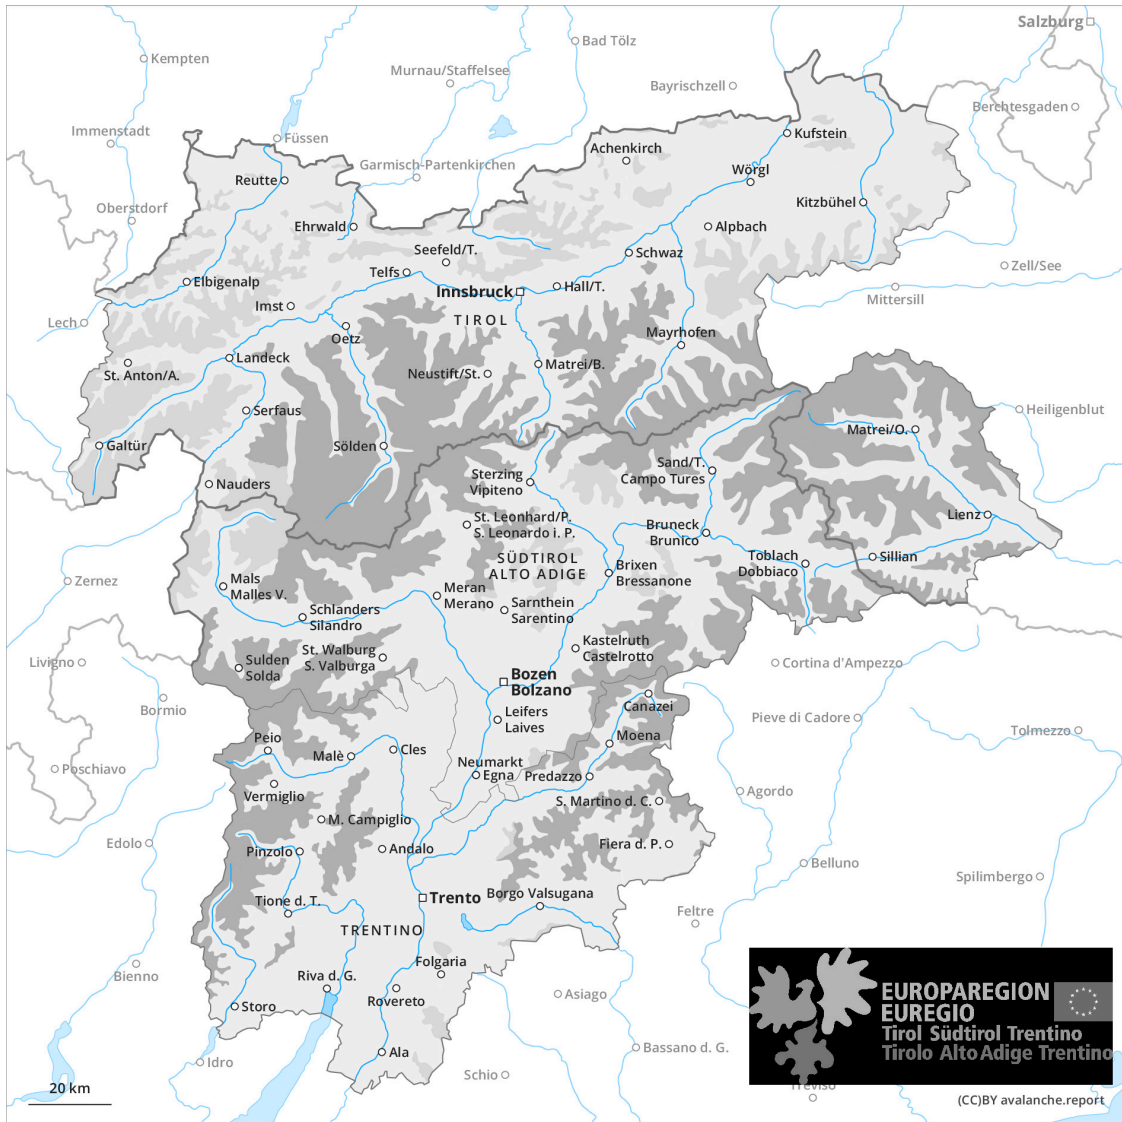 Salzburg
Bad Tölz
Kempten
Murnau/Staffelsee
Bayrischzell
Berchtesgaden
Immenstadt
Füssen
Kufstein
Achenkirch
Garmisch-Partenkirchen
Wörgl
Reutte
Oberstdorf
Kitzbühel
Ehrwald
Alpbach
Seefeld/T.
Schwaz
Telfs
Zell/See
Elbigenalp
Hall/T.
Innsbruck
Mittersill
Imst
TIROL
Lech
Oetz
Mayrhofen
Landeck
Matrei/B.
St. Anton/A.
Neustift/St.
Serfaus
Heiligenblut
Matrei/O.
Galtür
Sölden
Sterzing
Vipiteno
Sand/T.
Campo Tures
Nauders
St. Leonhard/P.
S. Leonardo i. P.
Bruneck
Brunico
Lienz
SÜDTIROL
ALTO ADIGE
Toblach
Dobbiaco
Sillian
Brixen
Bressanone
Zernez
Mals
Malles V.
Meran
Merano
Sarnthein
Sarentino
Schlanders
Silandro
Kastelruth
Castelrotto
St. Walburg
S. Valburga
Livigno
Sulden
Solda
Cortina d'Ampezzo
Bozen
Bolzano
Bormio
Canazei
Leifers
Laives
Pieve di Cadore
Tolmezzo
Peio
Moena
Malè
Cles
Poschiavo
Neumarkt
Egna
Predazzo
Vermiglio
Agordo
S. Martino d. C.
M. Campiglio
Edolo
Pinzolo
Andalo
Fiera d. P.
Belluno
Spilimbergo
Borgo Valsugana
Tione d. T.
Trento
Feltre
TRENTINO
Folgaria
Bienno
Riva d. G.
Rovereto
Asiago
Storo
EUROPAREGION
EUREGIO
Tirol Südtirol Trentino
Tirolo Alto Adige Trentino
Ala
Idro
Bassano d. G.
Schio
Treviso
20 km
(CC)BY avalanche.report